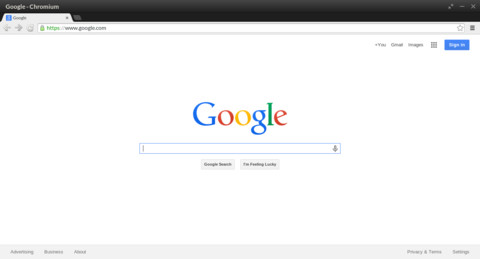 Google - Chromium
Google
https://www.google.com
+You Gmail Images Sign in
Google
Google Search I'm Feeling Lucky
Advertising Business About Privacy & Terms Settings